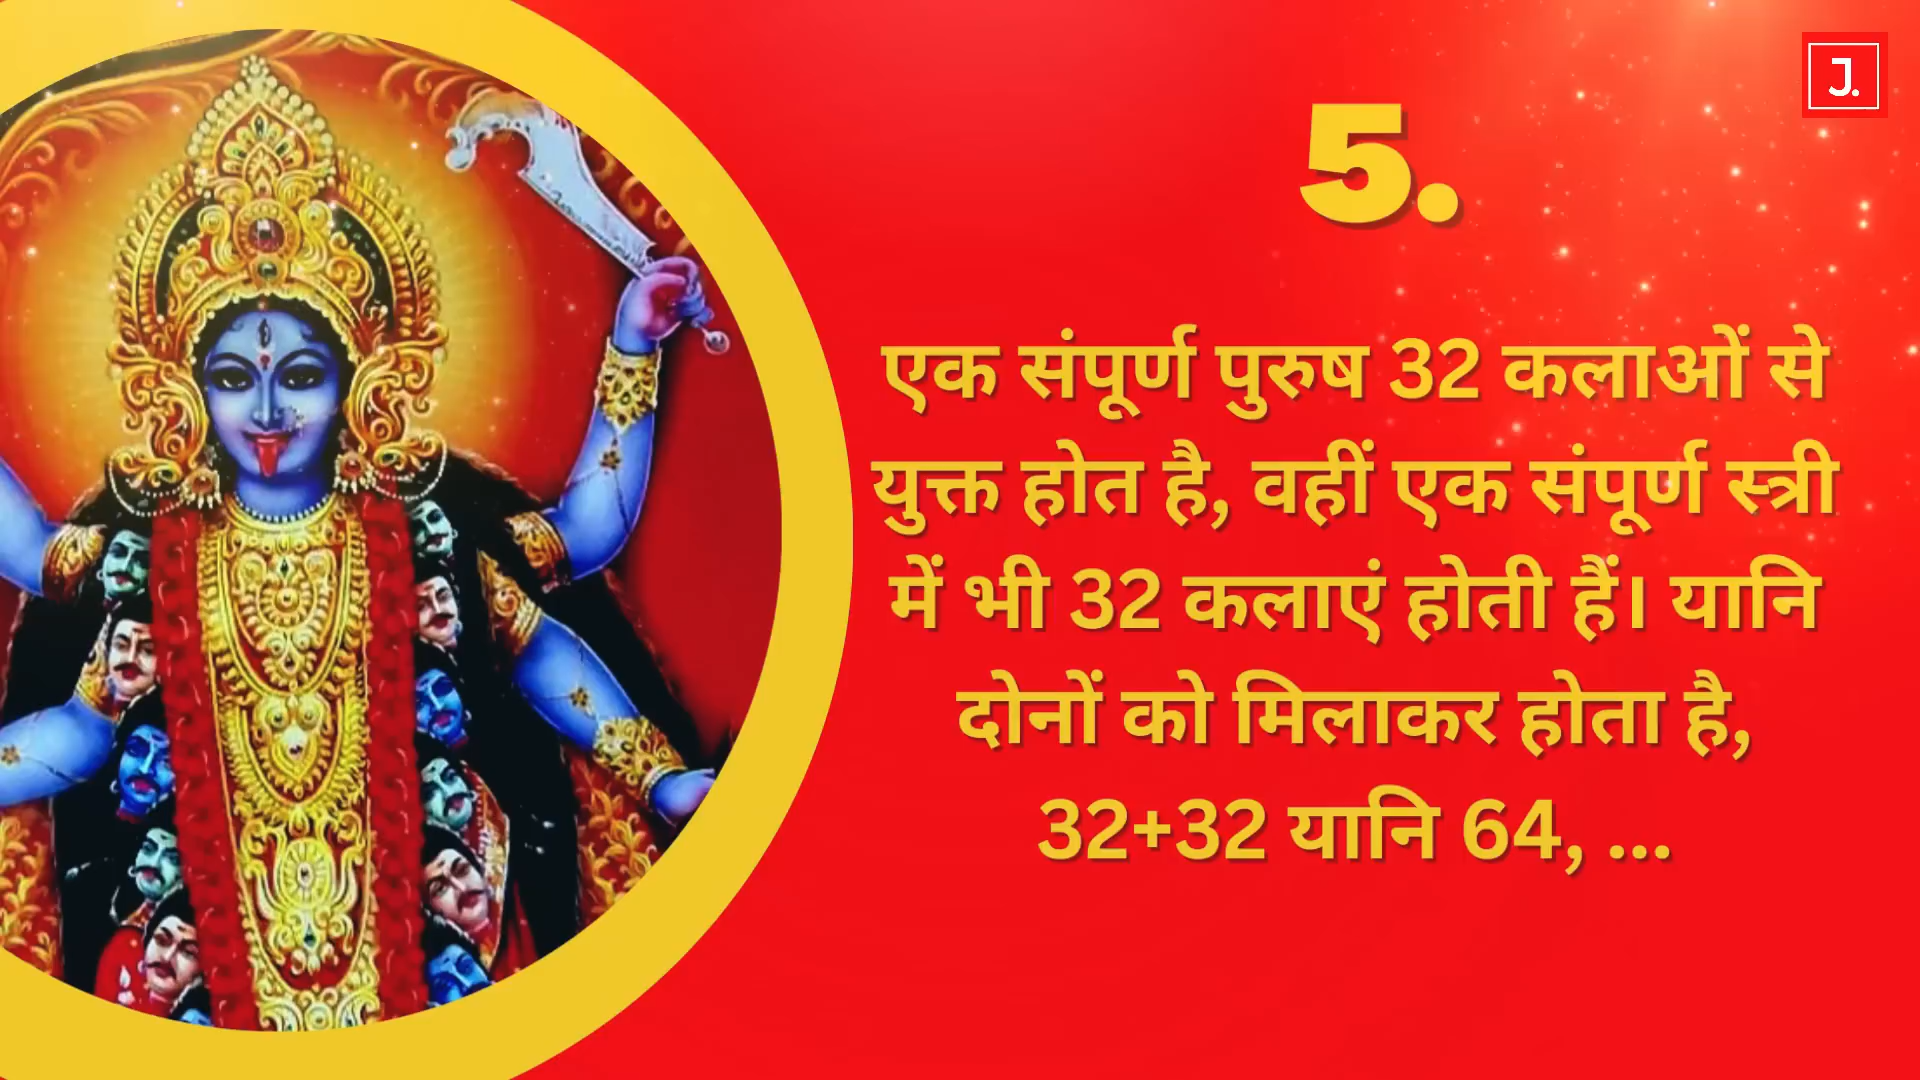 J.
5.
एक संपूर्ण पुरुष 32 कलाओं से
युक्त होत है, वहीं एक संपूर्ण स्त्री
में भी 32 कलाएं होती हैं। यानि
दोनों को मिलाकर होता है,
32+32 यानि 64, ...